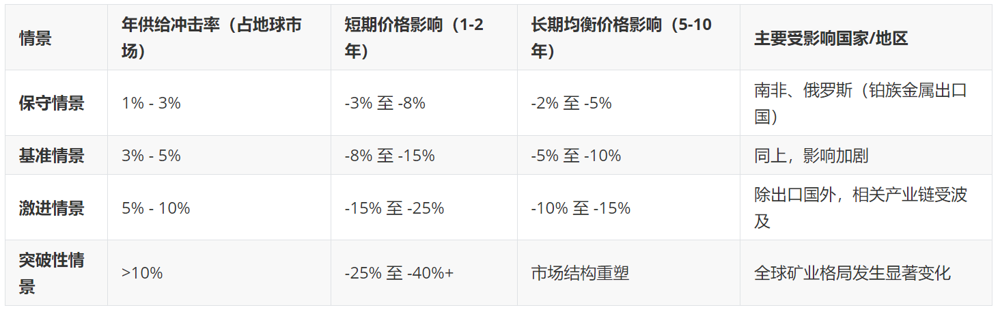 情景
年供给冲击率（占地球市
场）
短期价格影响（1-2
年）
长期均衡价格影响（5-10
年）
主要受影响国家/地区
保守情景
1% - 3%
-3% 至 -8%
-2% 至 -5%
南非、俄罗斯（铂族金属出口
国）
基准情景
3% - 5%
-8% 至 -15%
-5% 至 -10%
同上，影响加剧
激进情景
5% - 10%
-15% 至 -25%
-10% 至 -15%
除出口国外，相关产业链受波
及
突破性情
景
>10%
-25% 至 -40%+
市场结构重塑
全球矿业格局发生显著变化